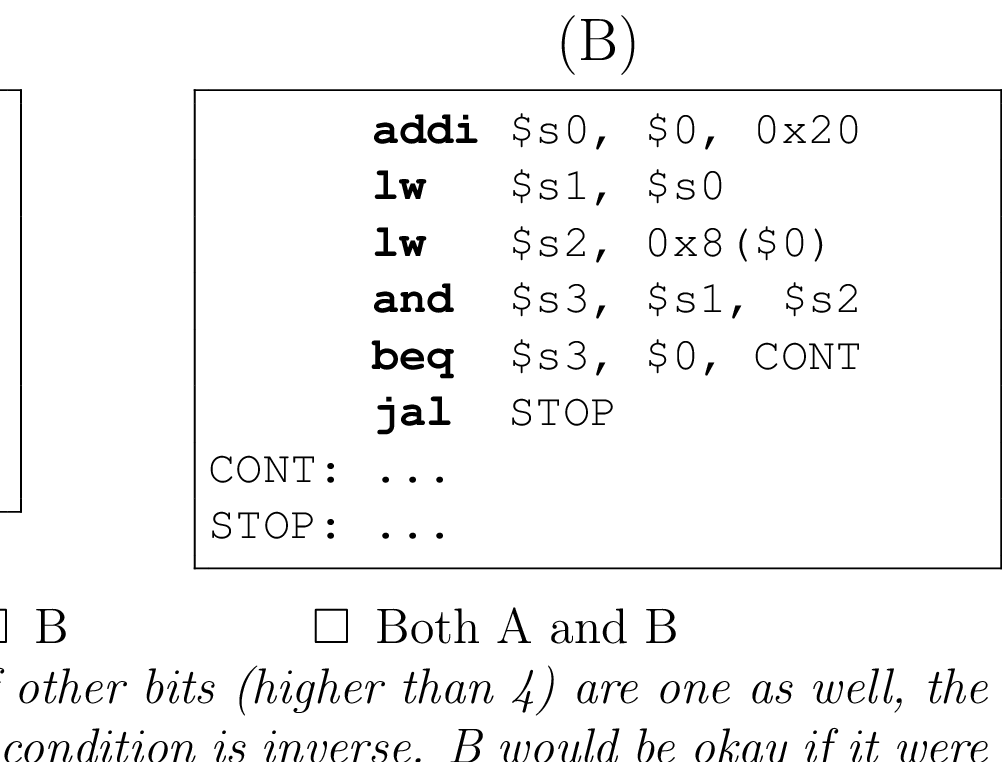 (B)
addi $s0, $0, 0x20
lw $s1, $s0
lw $s2, 0x8($0)
and $s3, $s1, $s2
beq $s3, $0, CONT
jal STOP
CONT: ...
STOP: ...
☐ B ☐ Both A and B
other bits (higher than 4) are one as well, the
condition is inverse. B would be okay if it were